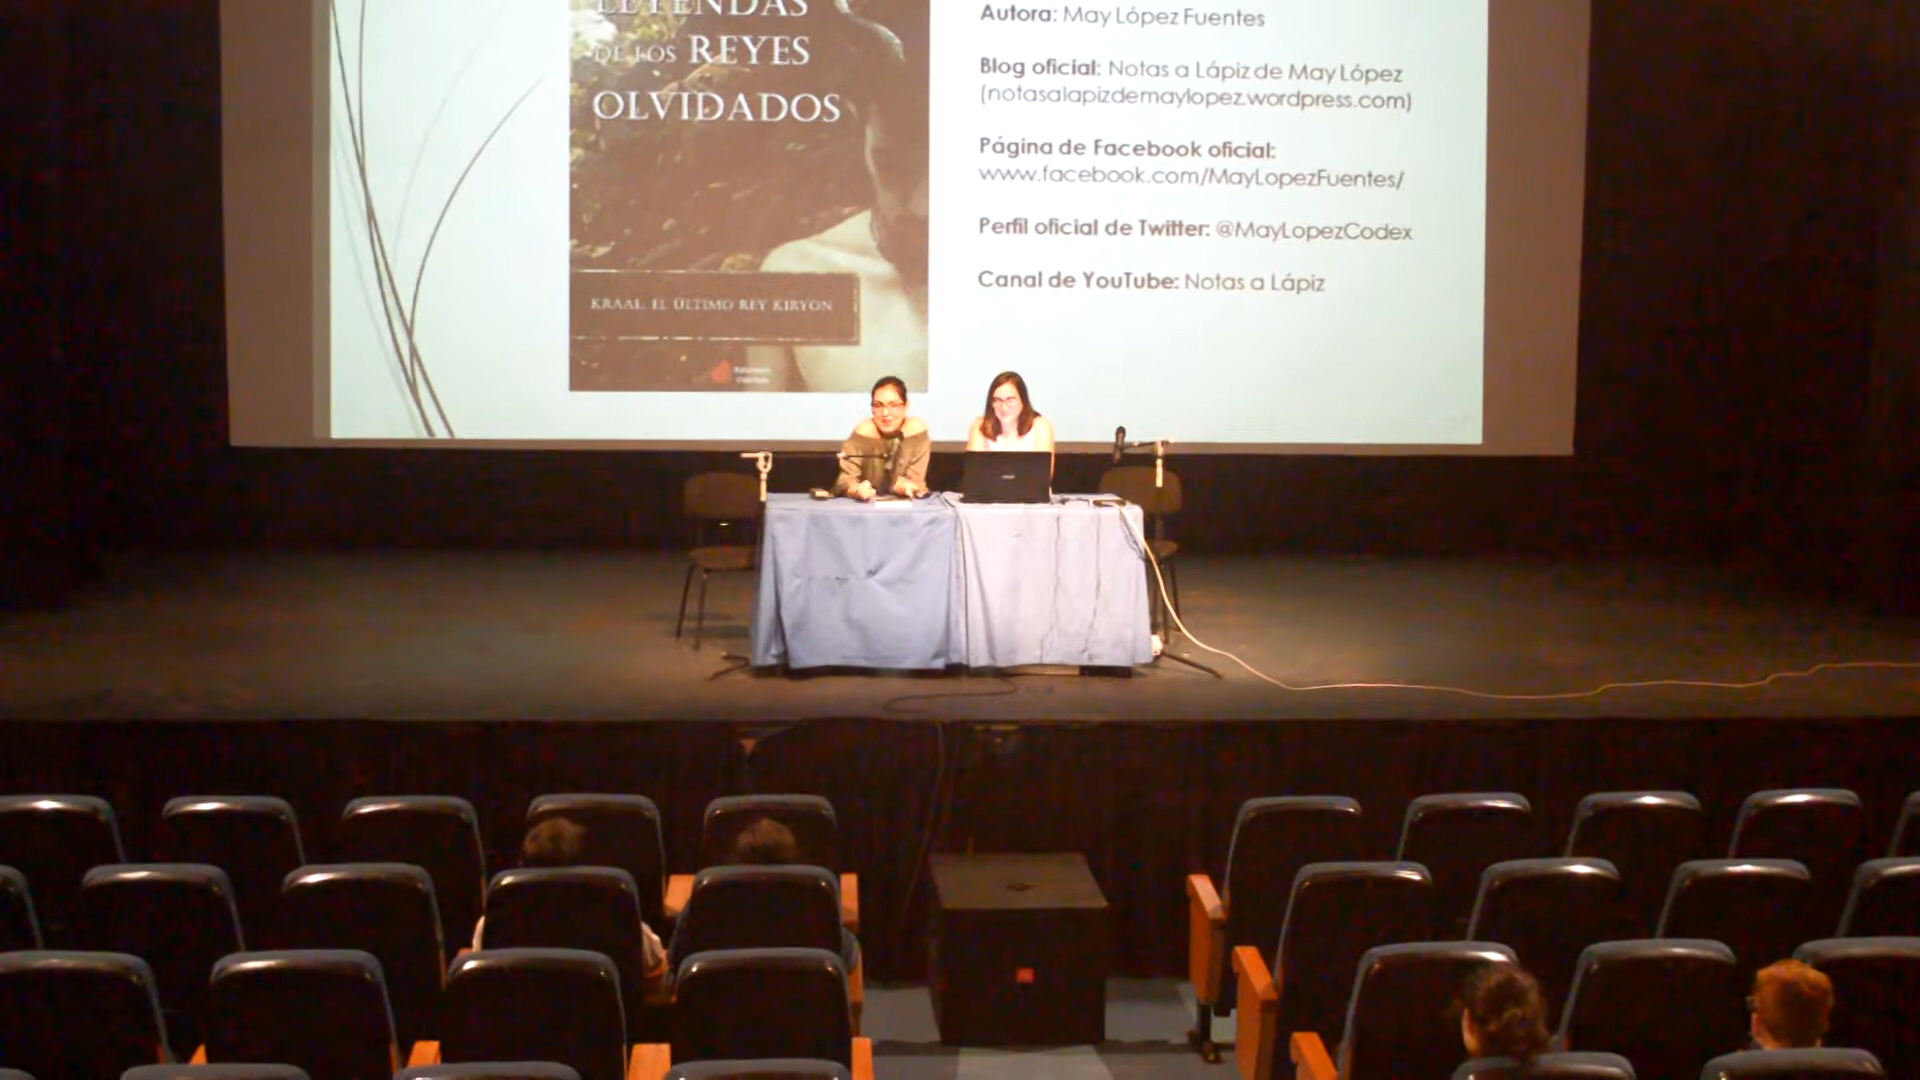 LEYENDAS
DE LOS REYES
OLVIDADOS
KRAAL, EL ÚLTIMO REY KIRYON
Autora: May López Fuentes
Blog oficial: Notas a Lápiz de May López
(notasalapizdemaylopez.wordpress.com)
Página de Facebook oficial:
www.facebook.com/MayLopezFuentes/
Perfil oficial de Twitter: @MayLopezCodex
Canal de YouTube: Notas a Lápiz